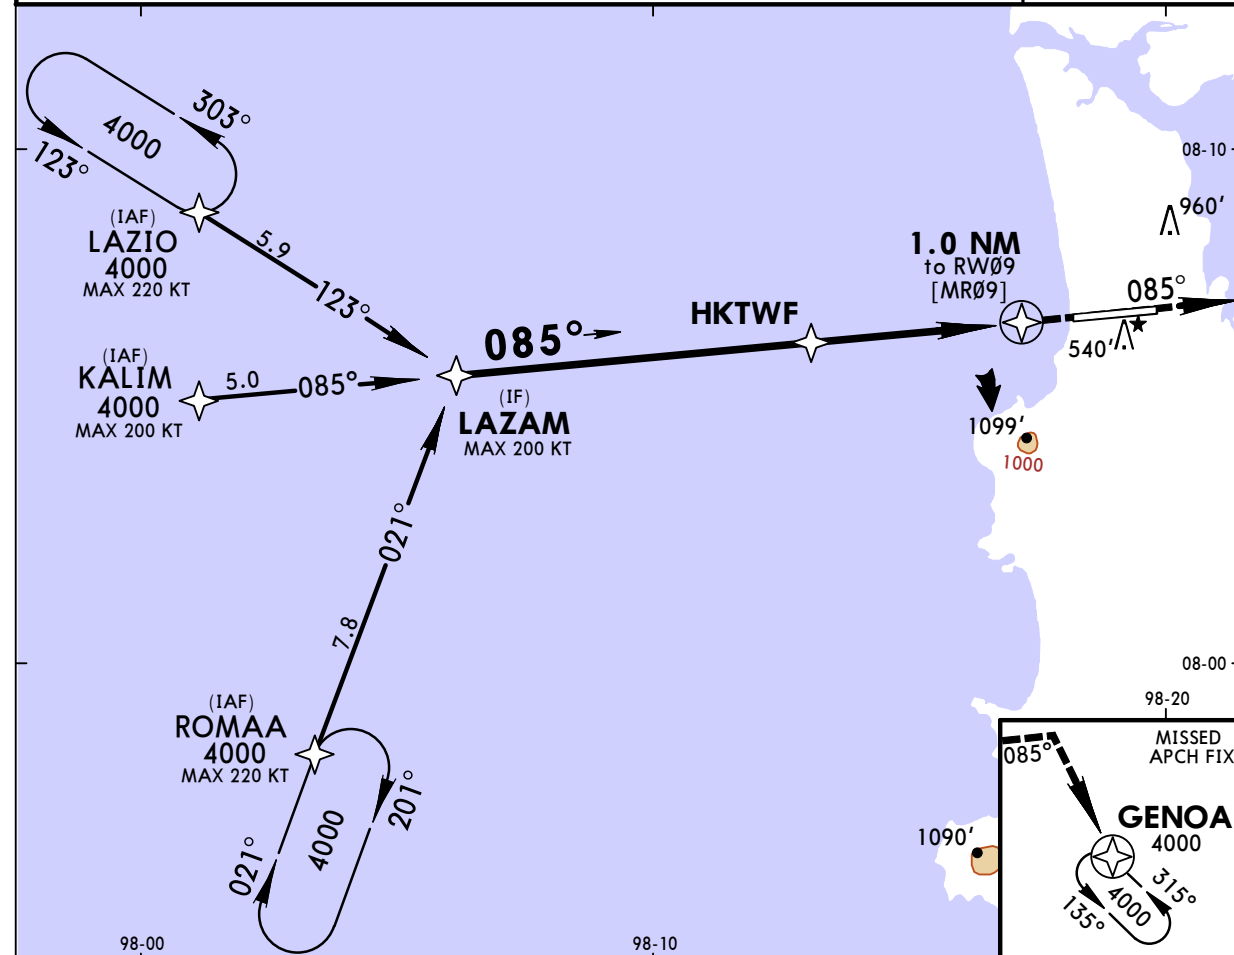 303°
4000
123°
08-10
960'
(IAF)
LAZIO
4000
MAX 220 KT
5.9
123°
1.0 NM
to RWØ9
[MRØ9]
085°
HKTWF
085°
540'
(IAF)
KALIM
4000
MAX 200 KT
5.0
085°
(IF)
LAZAM
MAX 200 KT
1099'
1000
021°
7.8
08-00
98-20
(IAF)
ROMAA
4000
MAX 220 KT
201°
4000
021°
98-00
98-10
1090'
MISSED
APCH FIX
085°
GENOA
4000
315°
4000
135°